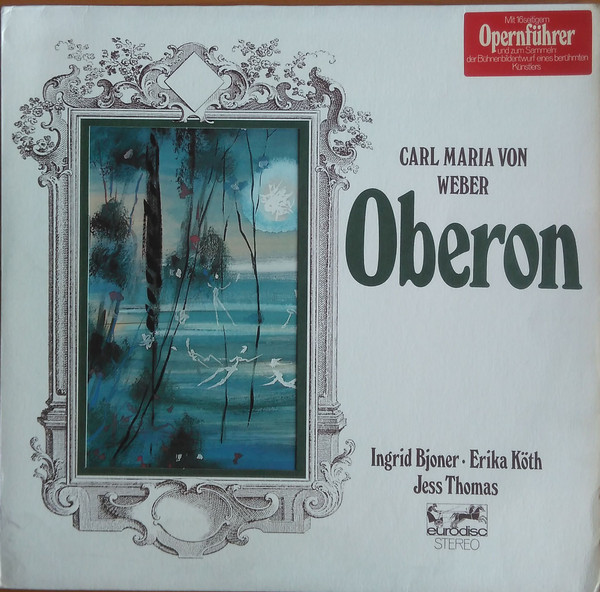 Mit 16seitigem
Opernführer
und zum Sammeln
der Bühnenbildentwurf eines berühmten
Künstlers
CARL MARIA VON
WEBER
Oberon
Ingrid Bjoner · Erika Köth
Jess Thomas
eurodisc
STEREO